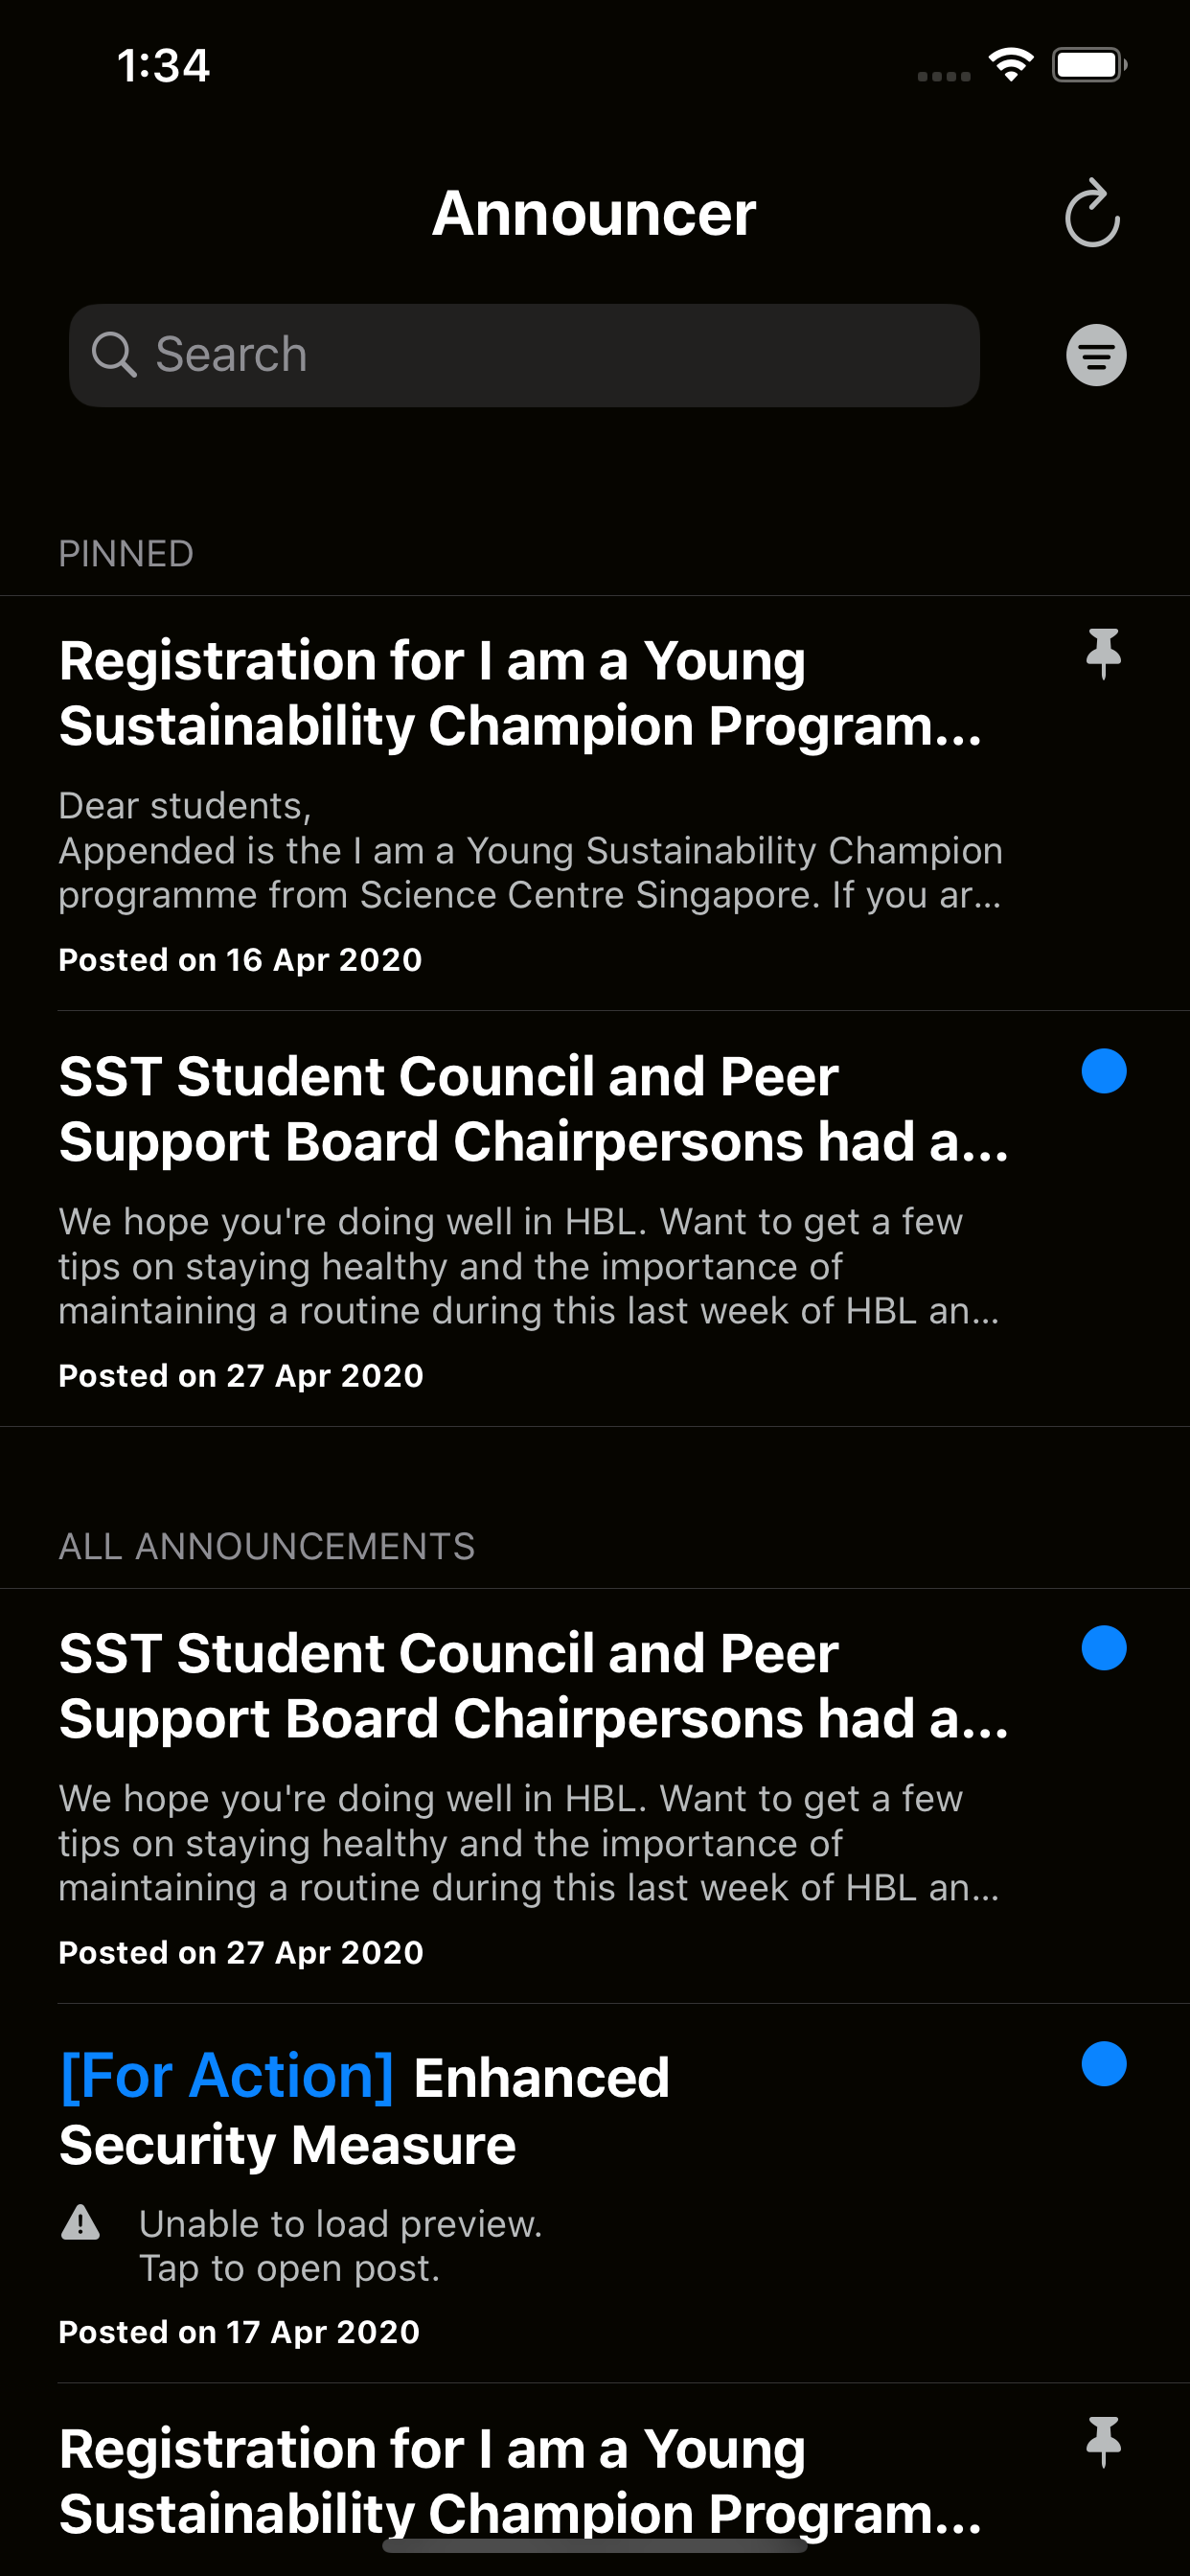 1:34
Announcer
Search
PINNED
Registration for I am a Young
Sustainability Champion Program...
Dear students,
Appended is the I am a Young Sustainability Champion
programme from Science Centre Singapore. If you ar...
Posted on 16 Apr 2020
SST Student Council and Peer
Support Board Chairpersons had a...
We hope you're doing well in HBL. Want to get a few
tips on staying healthy and the importance of
maintaining a routine during this last week of HBL an...
Posted on 27 Apr 2020
ALL ANNOUNCEMENTS
SST Student Council and Peer
Support Board Chairpersons had a...
We hope you're doing well in HBL. Want to get a few
tips on staying healthy and the importance of
maintaining a routine during this last week of HBL an...
Posted on 27 Apr 2020
[For Action] Enhanced
Security Measure
Unable to load preview.
Tap to open post.
Posted on 17 Apr 2020
Registration for I am a Young
Sustainability Champion Program...